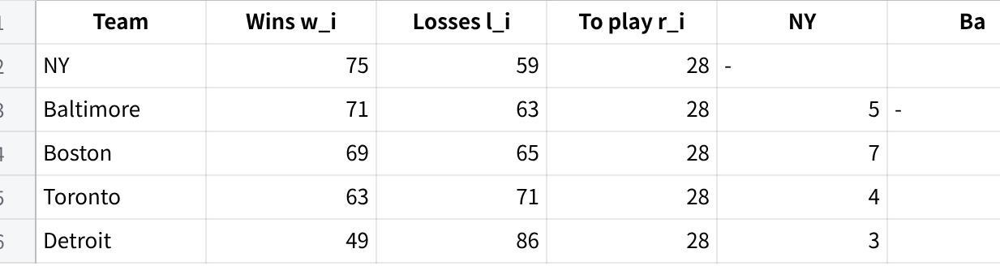 Team Wins w_i Losses l_i To play r_i NY Ba
2 NY 75 59 28 -
3 Baltimore 71 63 28 5 -
4 Boston 69 65 28 7
5 Toronto 63 71 28 4
6 Detroit 49 86 28 3